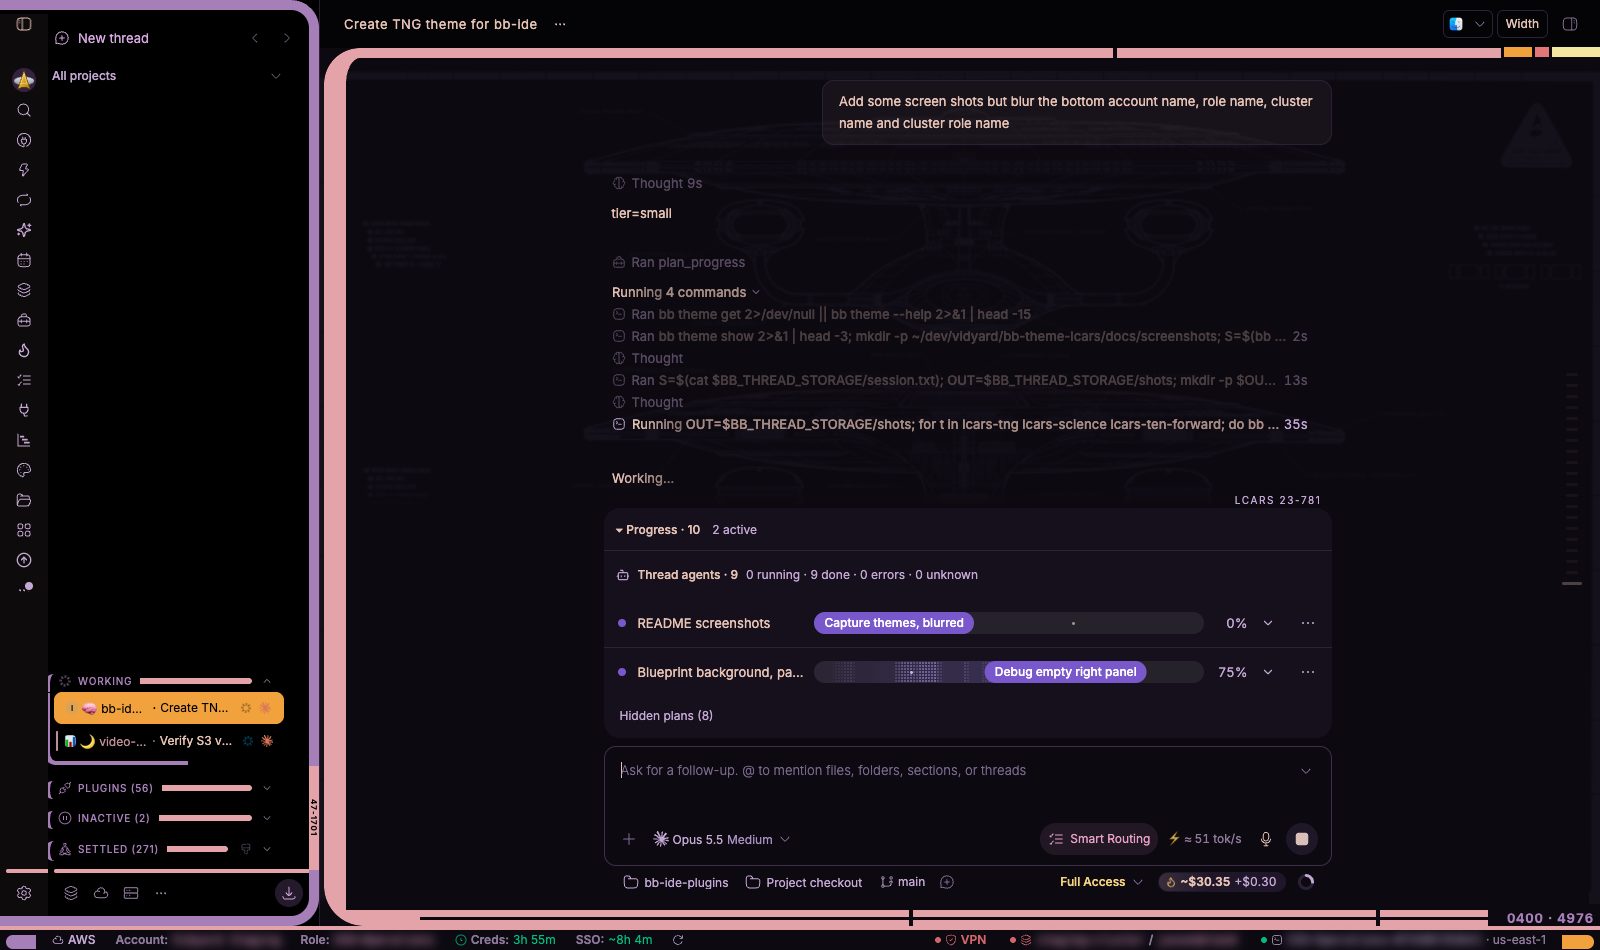 Create TNG theme for bb-ide ···
Width
New thread
All projects
Add some screen shots but blur the bottom account name, role name, cluster
name and cluster role name
Thought 9s
tier=small
Ran plan_progress
Running 4 commands
Ran bb theme get 2>/dev/null || bb theme --help 2>&1 | head -15
Ran bb theme show 2>&1 | head -3; mkdir -p ~/dev/vidyard/bb-theme-lcars/docs/screenshots; S=$(bb ... 2s
Thought
Ran S=$(cat $BB_THREAD_STORAGE/session.txt); OUT=$BB_THREAD_STORAGE/shots; mkdir -p $OU... 13s
Thought
Running OUT=$BB_THREAD_STORAGE/shots; for t in lcars-tng lcars-science lcars-ten-forward; do bb ... 35s
Working...
LCARS 23-781
Progress · 10 2 active
Thread agents · 9 0 running · 9 done · 0 errors · 0 unknown
README screenshots Capture themes, blurred 0% ···
Blueprint background, pa... Debug empty right panel 75% ···
Hidden plans (8)
WORKING
bb-id... · Create TN...
video-... · Verify S3 v...
PLUGINS (56)
INACTIVE (2)
SETTLED (271)
47-1701
Ask for a follow-up. @ to mention files, folders, sections, or threads
Opus 5.5 Medium
Smart Routing
≈ 51 tok/s
bb-ide-plugins Project checkout main
Full Access ~$30.35 +$0.30
0400 · 4976
AWS Account: Role: Creds: 3h 55m SSO: ~8h 4m
VPN / · us-east-1